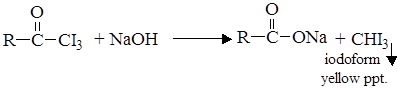 R–C–CI3 + NaOH ⟶ R–C–ONa + CHI3
O O
iodoform
yellow ppt.